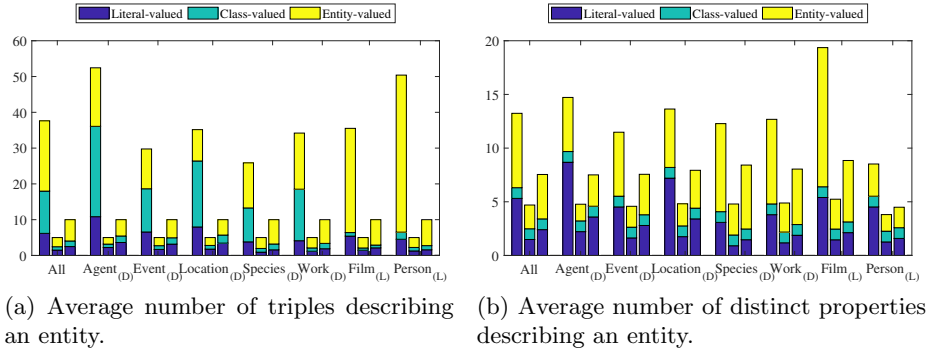 Literal-valued Class-valued Entity-valued
60
50
40
30
20
10
0
All Agent(D) Event(D) Location(D) Species(D) Work(D) Film(L) Person(L)
(a) Average number of triples describing
an entity.
Literal-valued Class-valued Entity-valued
20
15
10
5
0
All Agent(D) Event(D) Location(D) Species(D) Work(D) Film(L) Person(L)
(b) Average number of distinct properties
describing an entity.